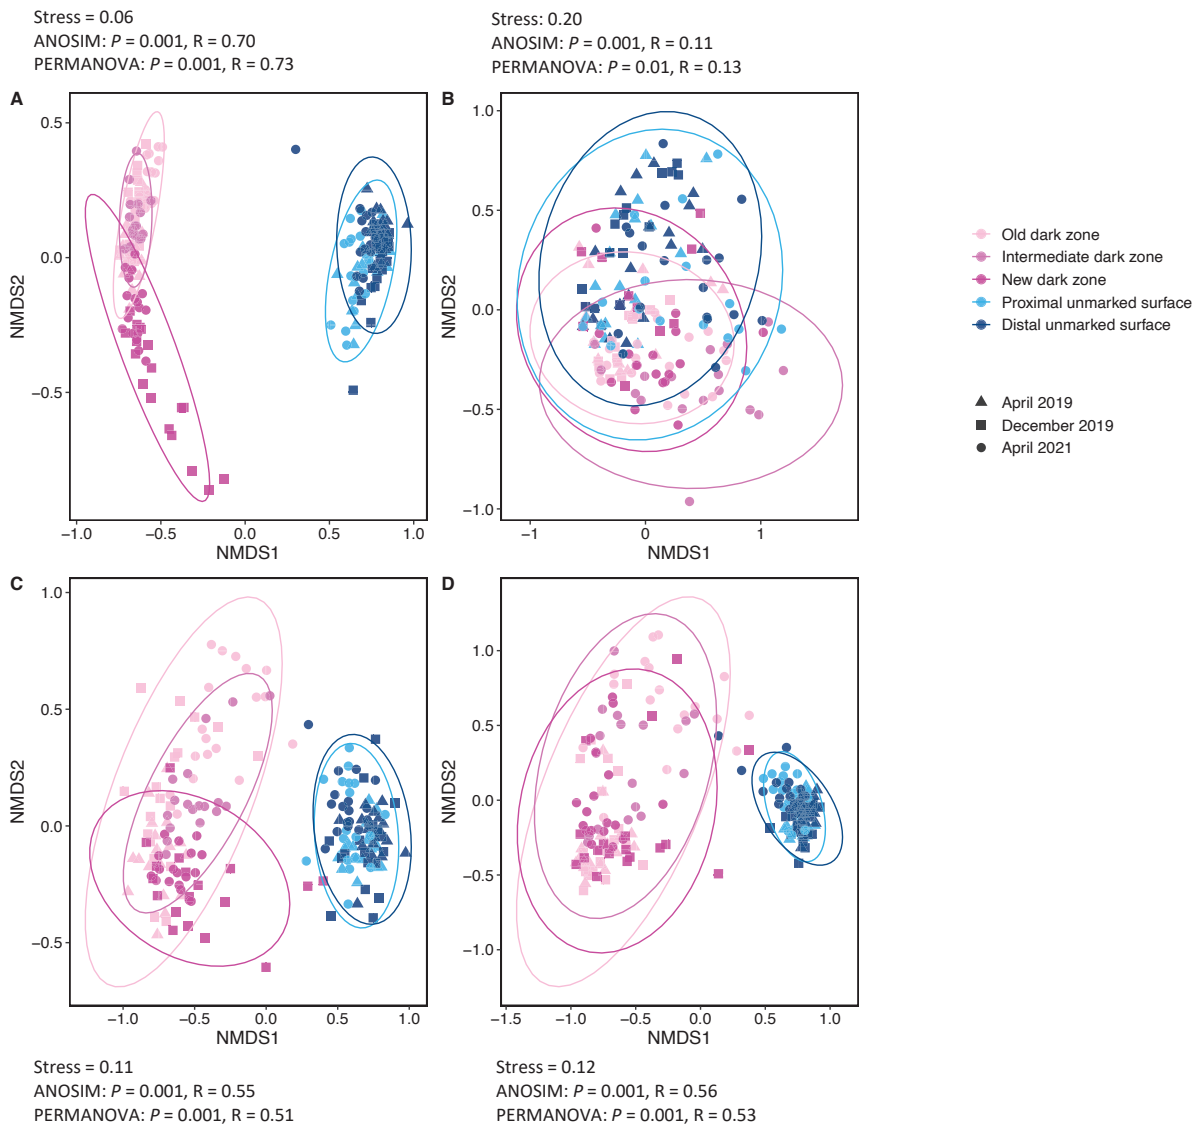 Stress = 0.06
ANOSIM: P = 0.001, R = 0.70
PERMANOVA: P = 0.001, R = 0.73
Stress: 0.20
ANOSIM: P = 0.001, R = 0.11
PERMANOVA: P = 0.01, R = 0.13
A
0.5
0.0
−0.5
NMDS2
−1.0
−0.5
0.0
0.5
1.0
NMDS1
B
1.0
0.5
0.0
−0.5
−1.0
NMDS2
−1
0
1
NMDS1
Old dark zone
Intermediate dark zone
New dark zone
Proximal unmarked surface
Distal unmarked surface
April 2019
December 2019
April 2021
C
1.0
0.5
0.0
−0.5
NMDS2
−1.0
−0.5
0.0
0.5
1.0
NMDS1
D
1.0
0.5
0.0
−0.5
−1.0
NMDS2
−1.5
−1.0
−0.5
0.0
0.5
1.0
NMDS1
Stress = 0.11
ANOSIM: P = 0.001, R = 0.55
PERMANOVA: P = 0.001, R = 0.51
Stress = 0.12
ANOSIM: P = 0.001, R = 0.56
PERMANOVA: P = 0.001, R = 0.53